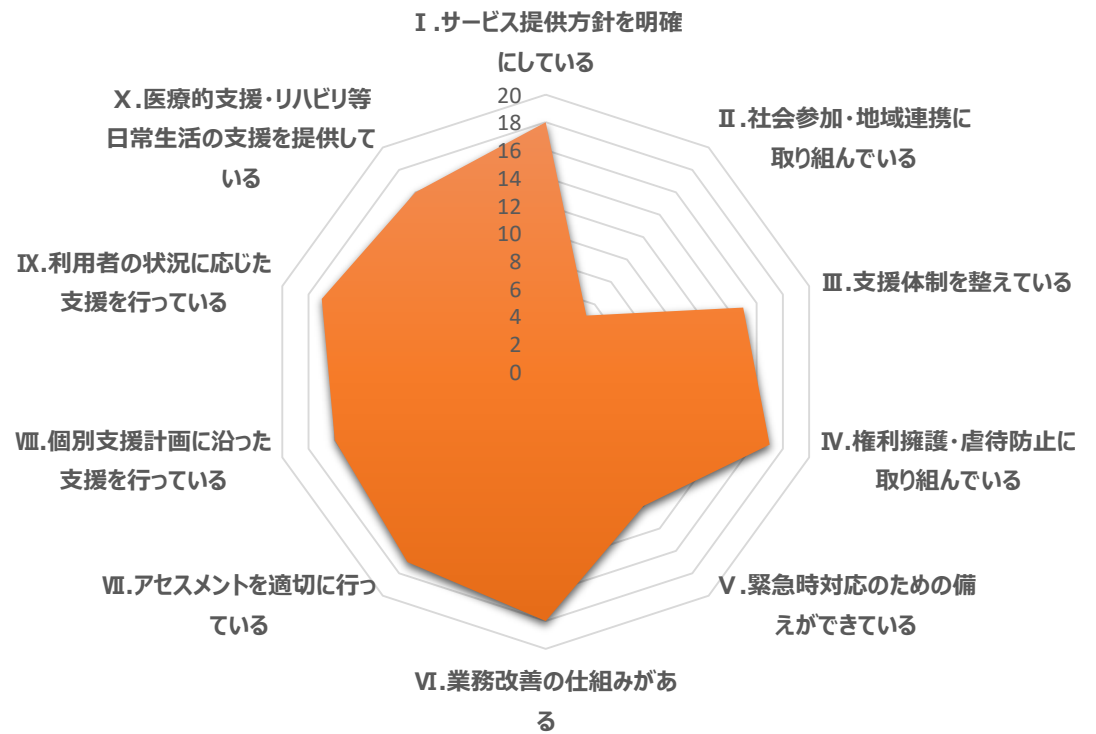 Ⅰ.サービス提供方針を明確
にしている
Ⅱ.社会参加・地域連携に
取り組んでいる
Ⅲ.支援体制を整えている
Ⅳ.権利擁護・虐待防止に
取り組んでいる
Ⅴ.緊急時対応のための備
えができている
Ⅵ.業務改善の仕組みがあ
る
Ⅶ.アセスメントを適切に行っ
ている
Ⅷ.個別支援計画に沿った
支援を行っている
Ⅸ.利用者の状況に応じた
支援を行っている
Ⅹ.医療的支援・リハビリ等
日常生活の支援を提供して
いる
20
18
16
14
12
10
8
6
4
2
0